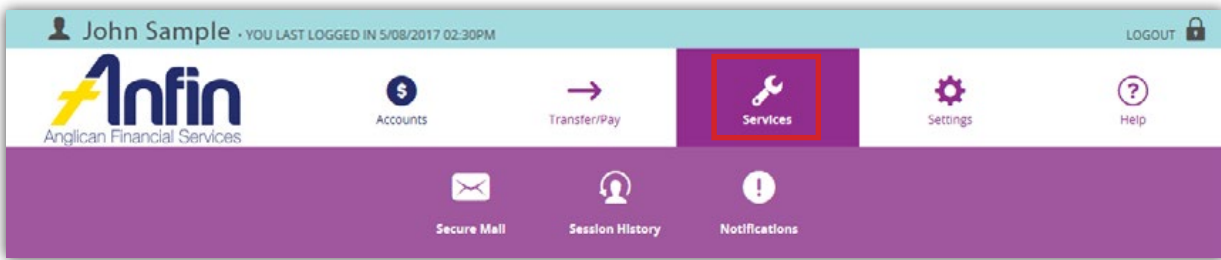 John Sample • YOU LAST LOGGED IN 5/08/2017 02:30PM LOGOUT
Anfin
Anglican Financial Services
Accounts Transfer/Pay Services Settings Help
Secure Mail Session History Notifications